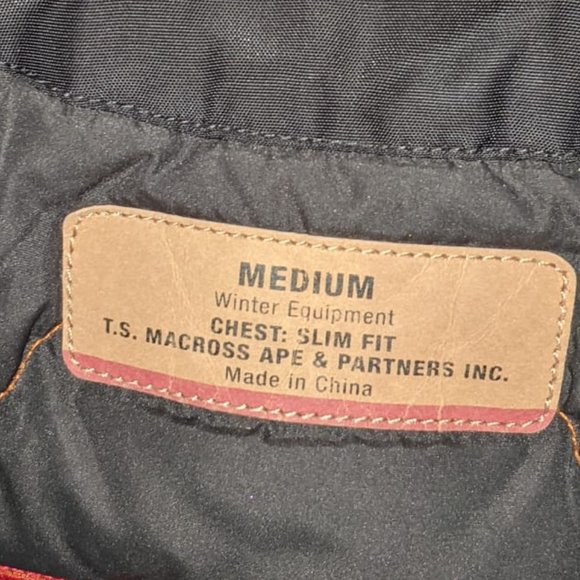 MEDIUM
Winter Equipment
CHEST: SLIM FIT
T.S. MACROSS APE & PARTNERS INC.
Made in China